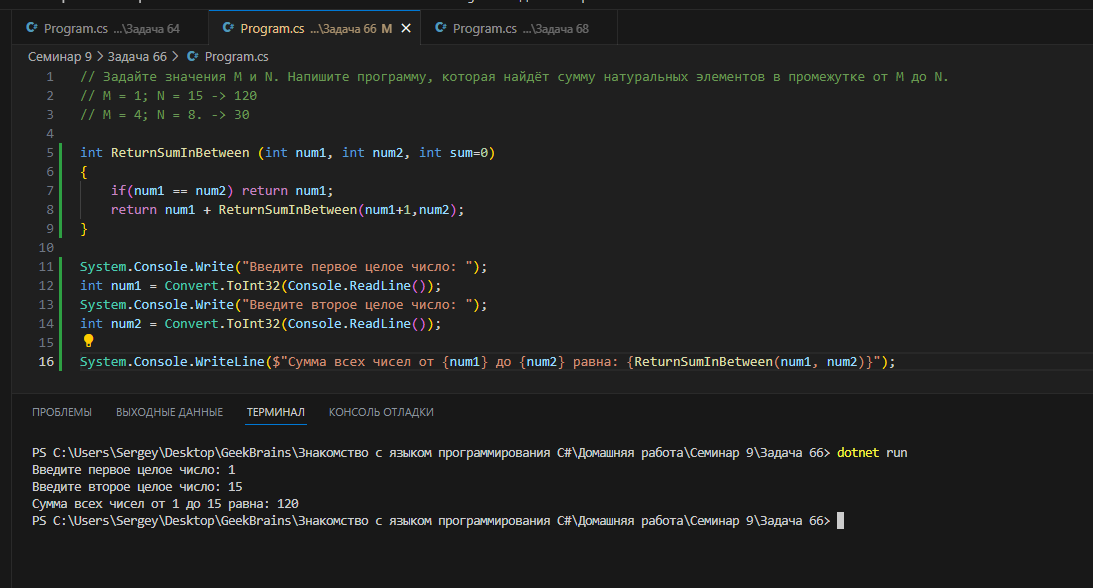 Program.cs ...\Задача 64
Program.cs ...\Задача 66 M
Program.cs ...\Задача 68
Семинар 9 > Задача 66 > Program.cs
1 // Задайте значения M и N. Напишите программу, которая найдёт сумму натуральных элементов в промежутке от M до N.
2 // M = 1; N = 15 -> 120
3 // M = 4; N = 8. -> 30
4
5 int ReturnSumInBetween (int num1, int num2, int sum=0)
6 {
7 if(num1 == num2) return num1;
8 return num1 + ReturnSumInBetween(num1+1,num2);
9 }
10
11 System.Console.Write("Введите первое целое число: ");
12 int num1 = Convert.ToInt32(Console.ReadLine());
13 System.Console.Write("Введите второе целое число: ");
14 int num2 = Convert.ToInt32(Console.ReadLine());
15
16 System.Console.WriteLine($"Сумма всех чисел от {num1} до {num2} равна: {ReturnSumInBetween(num1, num2)}");
ПРОБЛЕМЫ ВЫХОДНЫЕ ДАННЫЕ ТЕРМИНАЛ КОНСОЛЬ ОТЛАДКИ
PS C:\Users\Sergey\Desktop\GeekBrains\Знакомство с языком программирования C#\Домашняя работа\Семинар 9\Задача 66> dotnet run
Введите первое целое число: 1
Введите второе целое число: 15
Сумма всех чисел от 1 до 15 равна: 120
PS C:\Users\Sergey\Desktop\GeekBrains\Знакомство с языком программирования C#\Домашняя работа\Семинар 9\Задача 66>